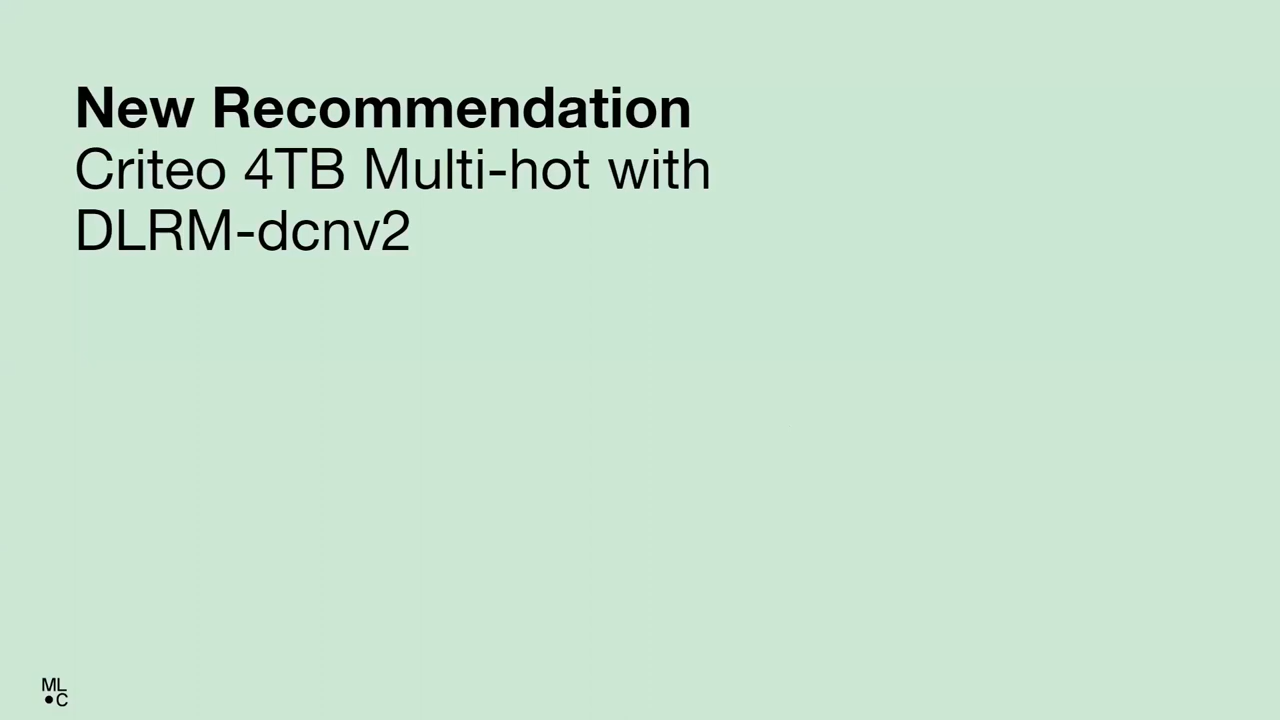 New Recommendation
Criteo 4TB Multi-hot with
DLRM-dcnv2
ML
●C